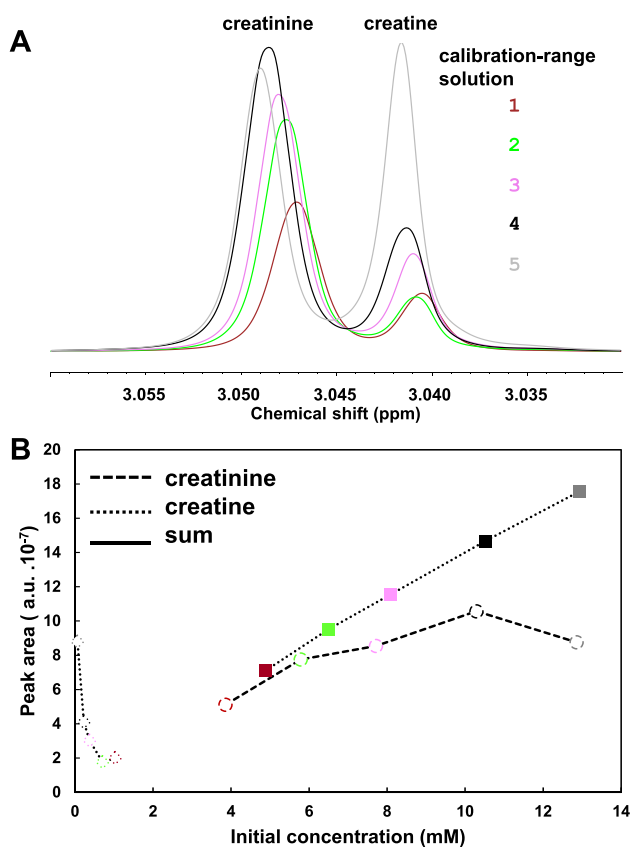 A
creatinine creatine
calibration-range
solution
1
2
3
4
5
3.055 3.050 3.045 3.040 3.035
Chemical shift (ppm)
B
creatinine
creatine
sum
20
18
16
14
12
10
8
6
4
2
0
Peak area ( a.u. .10-7)
0 2 4 6 8 10 12 14
Initial concentration (mM)